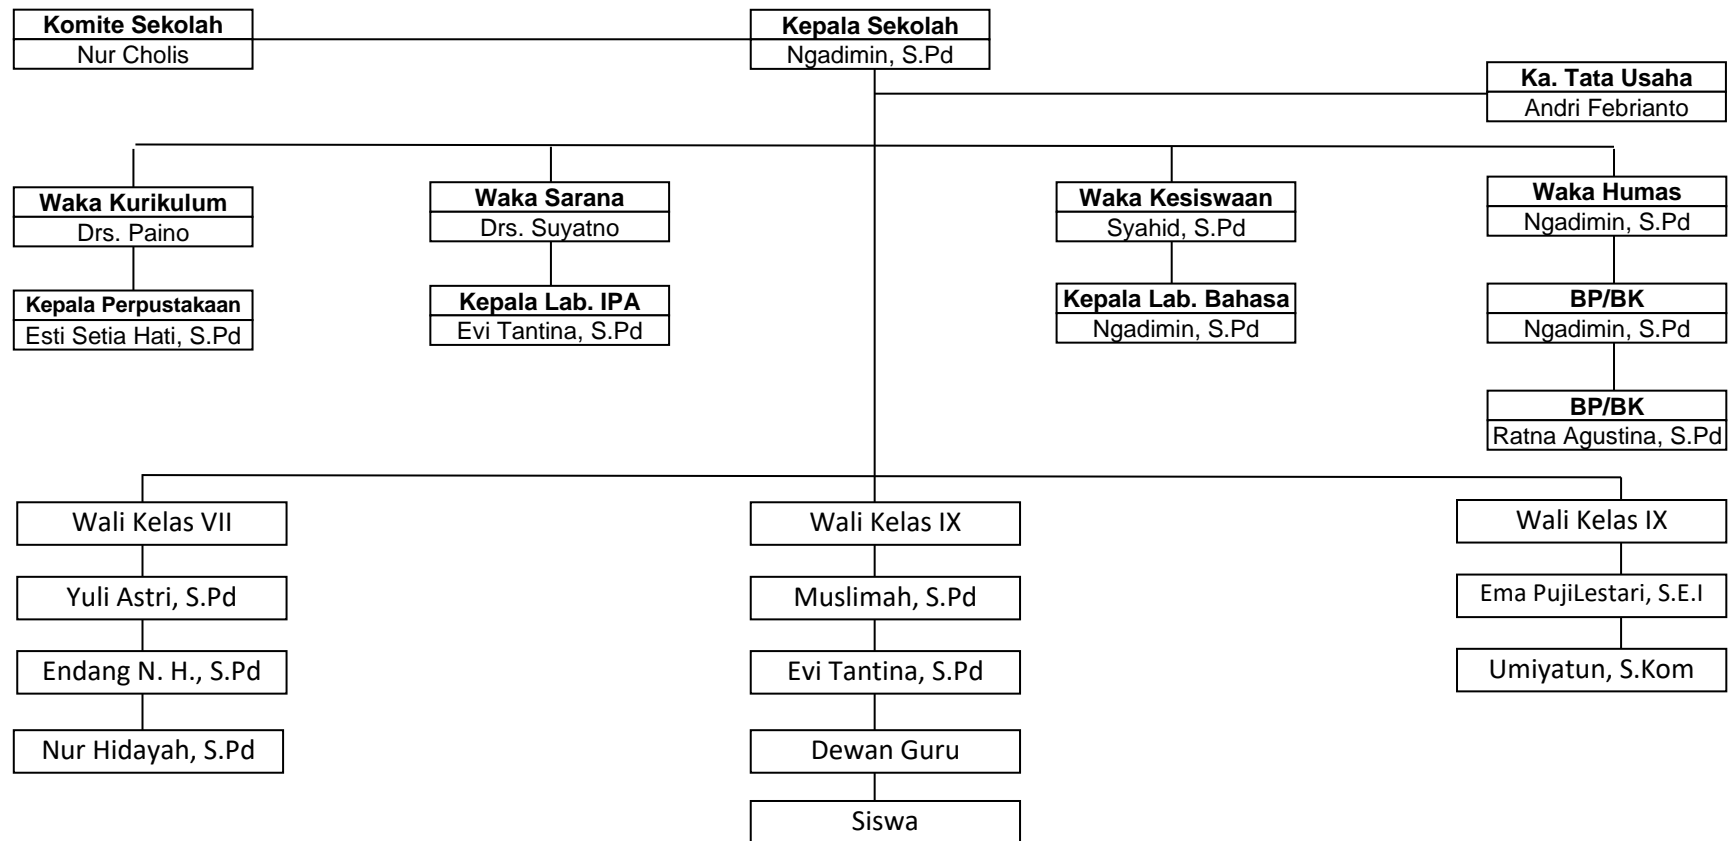 Komite Sekolah
Nur Cholis
Kepala Sekolah
Ngadimin, S.Pd
Ka. Tata Usaha
Andri Febrianto
Waka Kurikulum
Drs. Paino
Waka Sarana
Drs. Suyatno
Waka Kesiswaan
Syahid, S.Pd
Waka Humas
Ngadimin, S.Pd
Kepala Perpustakaan
Esti Setia Hati, S.Pd
Kepala Lab. IPA
Evi Tantina, S.Pd
Kepala Lab. Bahasa
Ngadimin, S.Pd
BP/BK
Ngadimin, S.Pd
BP/BK
Ratna Agustina, S.Pd
Wali Kelas VII
Yuli Astri, S.Pd
Endang N. H., S.Pd
Nur Hidayah, S.Pd
Wali Kelas IX
Muslimah, S.Pd
Evi Tantina, S.Pd
Dewan Guru
Siswa
Wali Kelas IX
Ema PujiLestari, S.E.I
Umiyatun, S.Kom